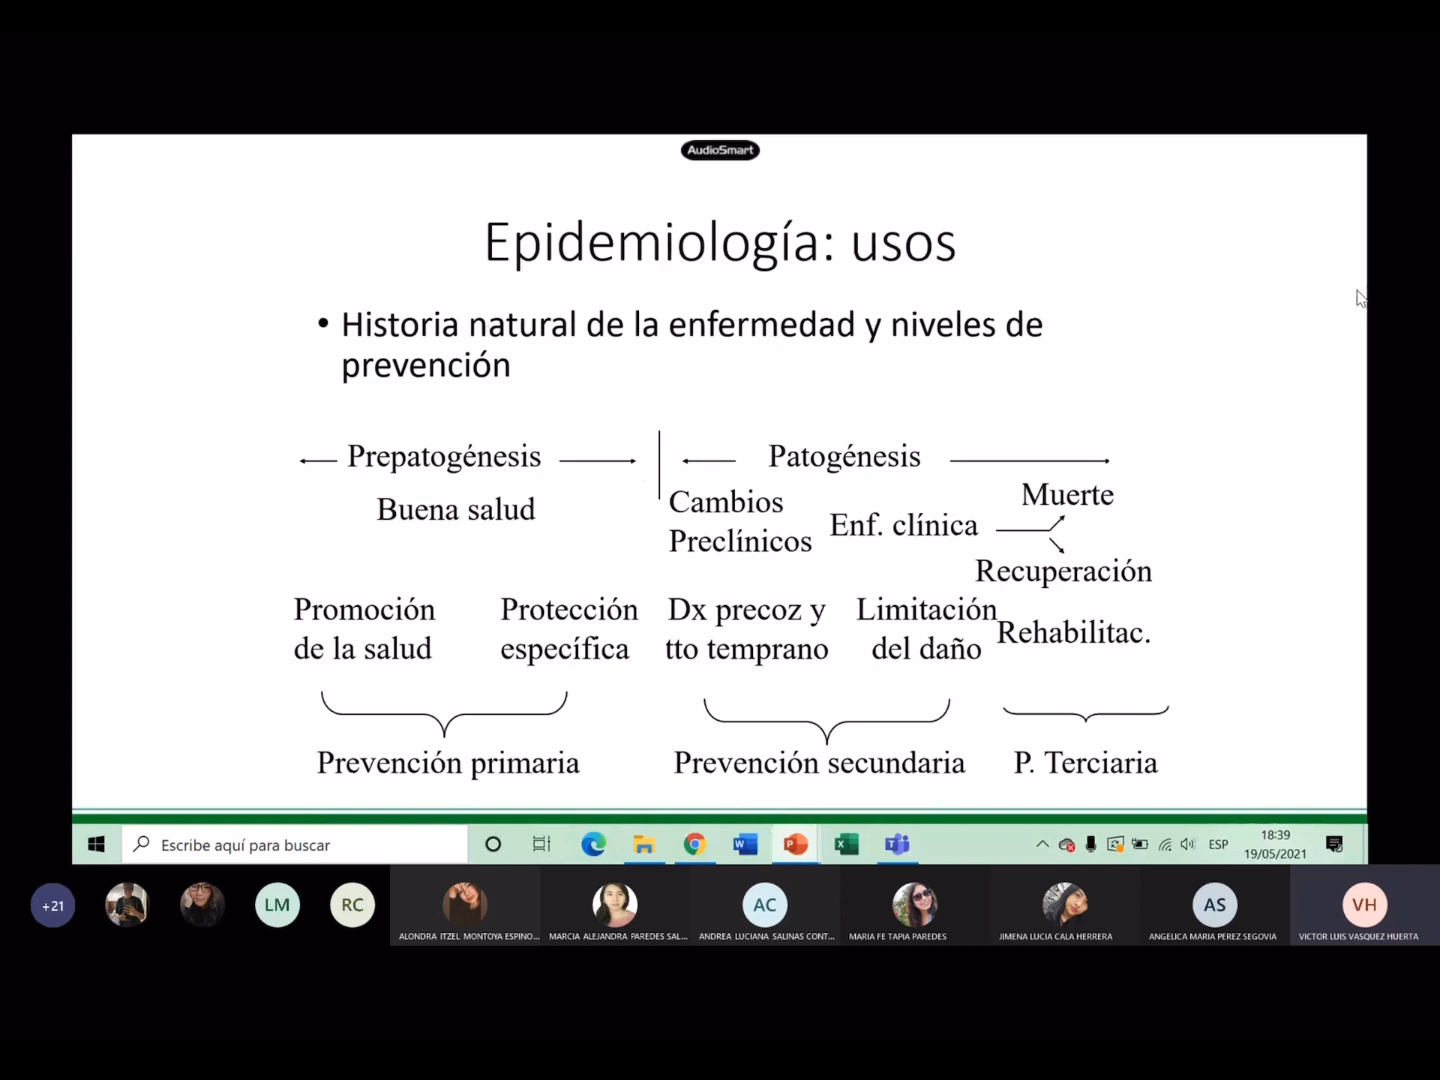 AudioSmart
Epidemiología: usos
• Historia natural de la enfermedad y niveles de
prevención
Prepatogénesis
Patogénesis
Buena salud
Cambios
Preclínicos
Enf. clínica
Muerte
Recuperación
Promoción
de la salud
Protección
específica
Dx precoz y
tto temprano
Limitación
del daño
Rehabilitac.
Prevención primaria
Prevención secundaria
P. Terciaria
Escribe aquí para buscar
ESP
18:39
19/05/2021
+21
LM
RC
AC
AS
VH
ALONDRA ITZEL MONTOYA ESPINO...
MARCIA ALEJANDRA PAREDES SAL...
ANDREA LUCIANA SALINAS CONT...
MARIA FE TAPIA PAREDES
JIMENA LUCIA CALA HERRERA
ANGELICA MARIA PEREZ SEGOVIA
VICTOR LUIS VASQUEZ HUERTA